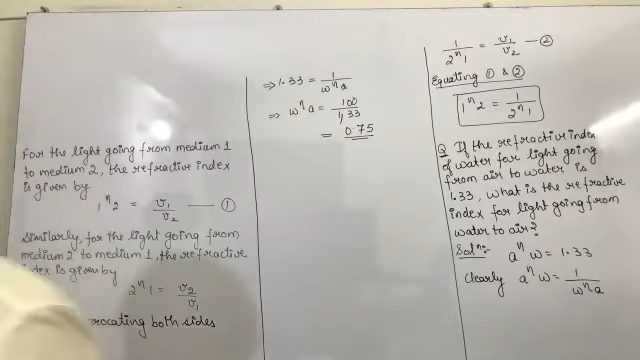 For the light going from medium 1
to medium 2, the refractive index
is given by
₁n₂ = v₁/v₂ — ①
Similarly, for the light going from
medium 2 to medium 1, the refractive
index is given by
₂n₁ = v₂/v₁
rocating both sides
⇒ 1.33 = 1/wna
⇒ wna = 100/1,33
= 0.75
1/₂n₁ = v₁/v₂ — ②
Equating ① & ②
₁n₂ = 1/₂n₁
Q If the refractive index
of water for light going
from air to water is
1.33, what is the refractive
index for light going from
water to air?
Soln:- anw = 1.33
Clearly anw = 1/wna